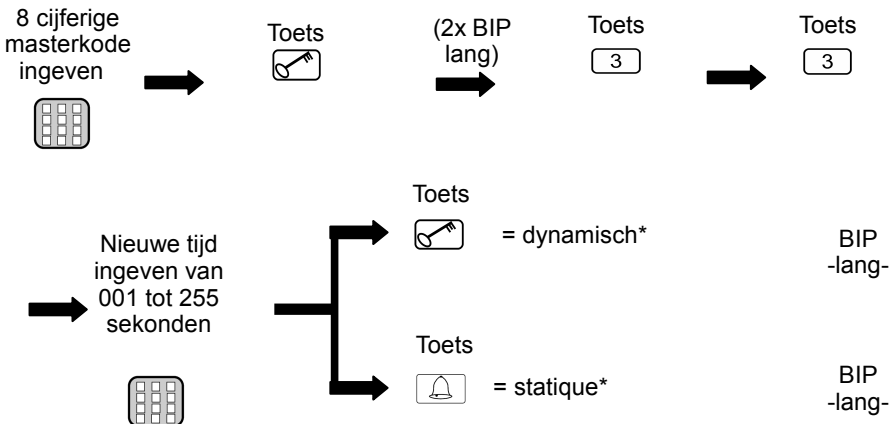 8 cijferige
masterkode
ingeven
Toets
(2x BIP
lang)
Toets
3
Toets
3
Nieuwe tijd
ingeven van
001 tot 255
sekonden
Toets
= dynamisch*
BIP
-lang-
Toets
= statique*
BIP
-lang-